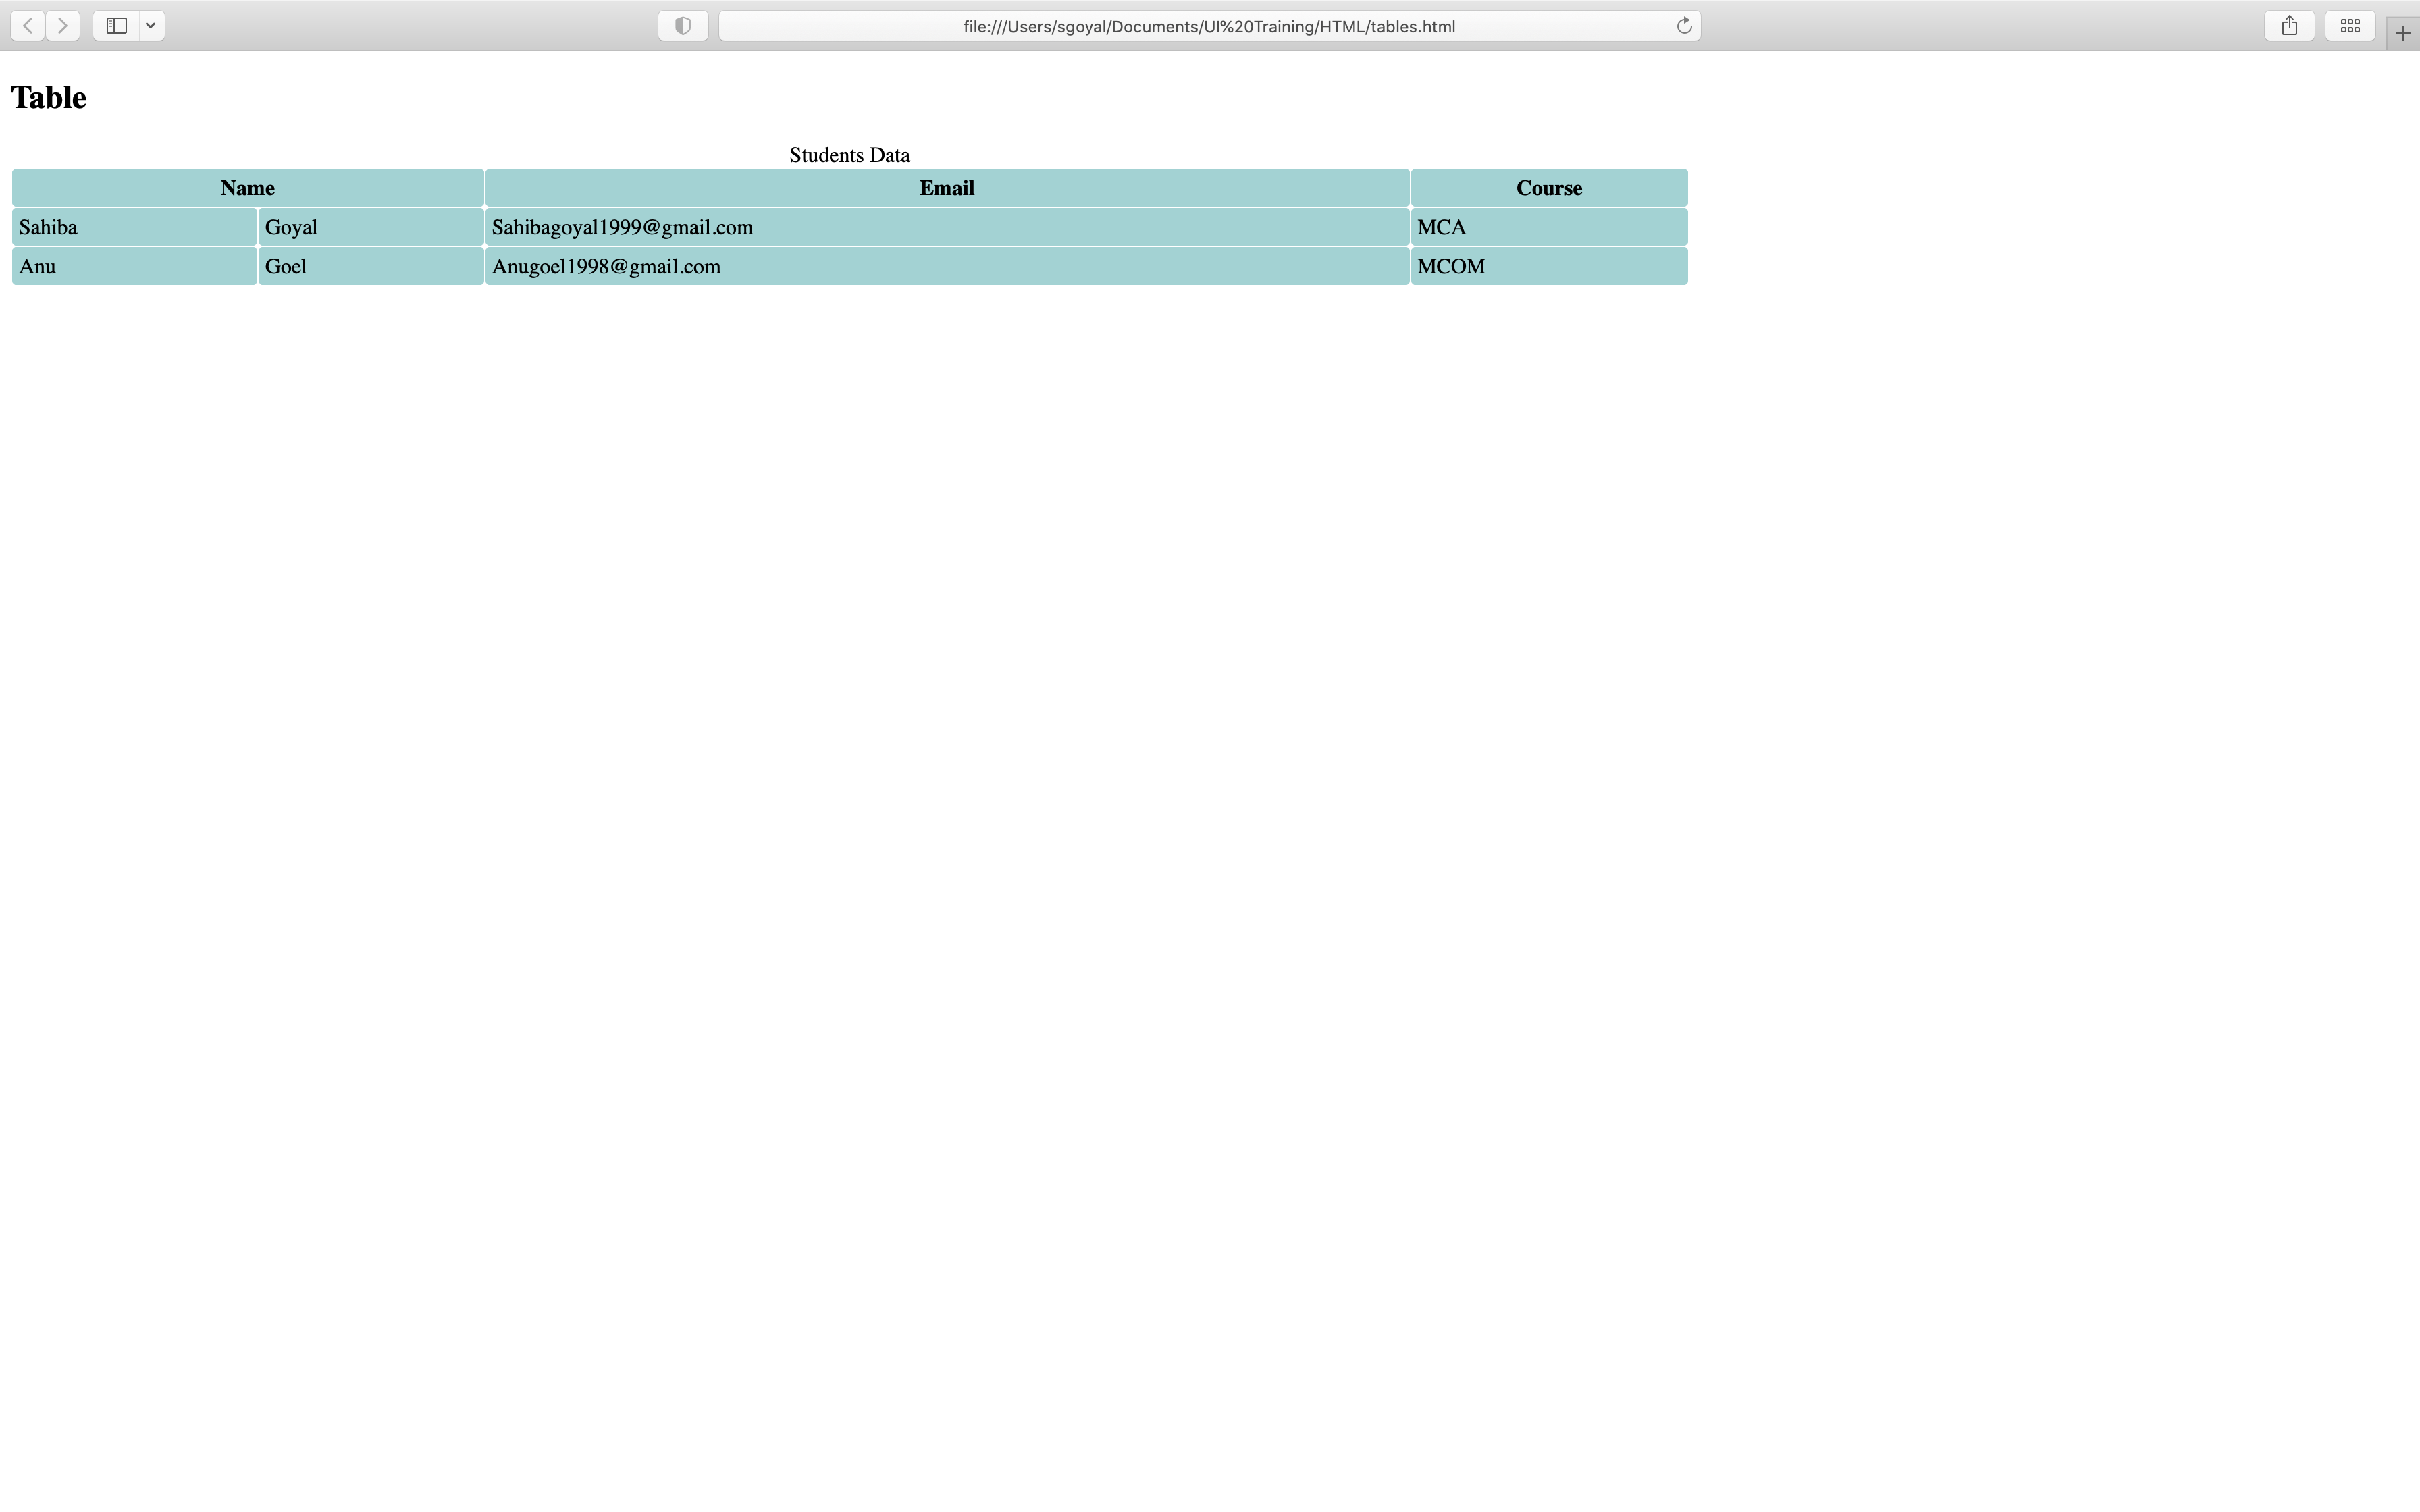 file:///Users/sgoyal/Documents/UI%20Training/HTML/tables.html
Table
Students Data
Name Email Course
Sahiba Goyal Sahibagoyal1999@gmail.com MCA
Anu Goel Anugoel1998@gmail.com MCOM